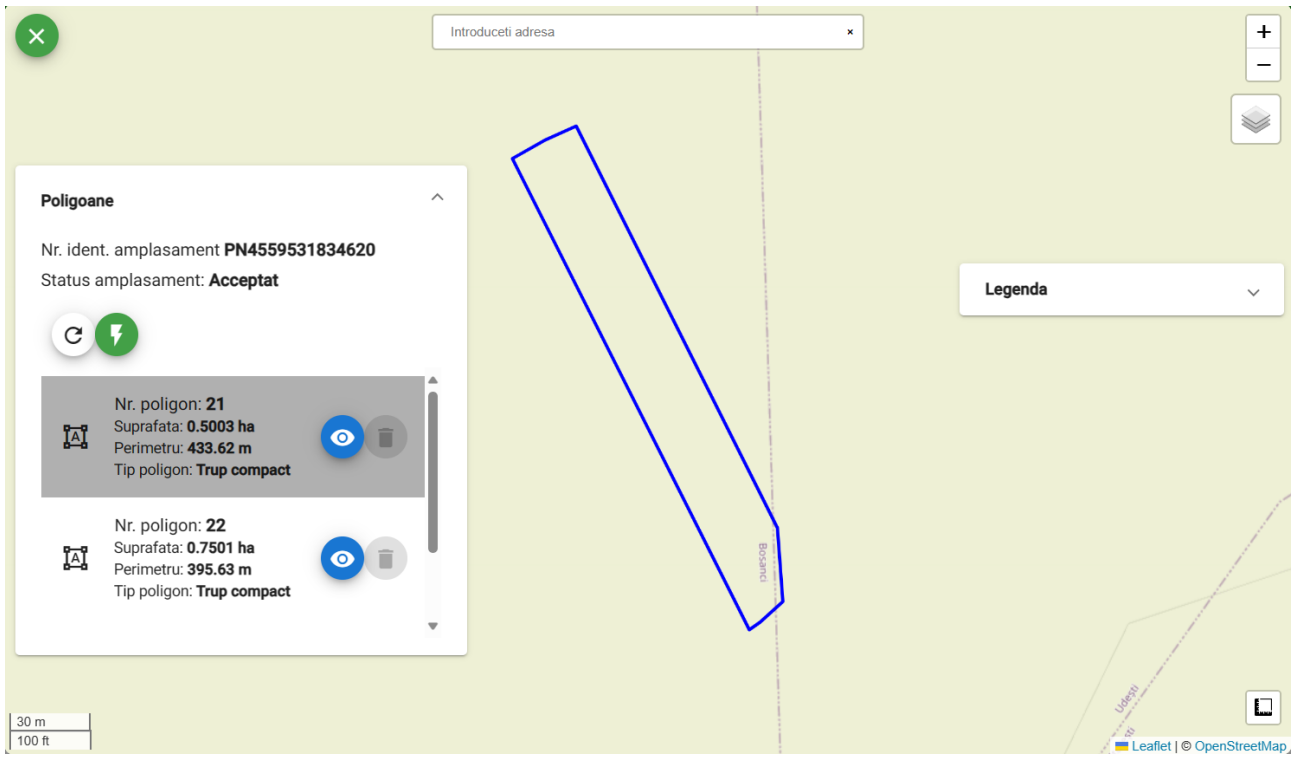 Introduceti adresa
×
+
−
Poligoane
Nr. ident. amplasament PN4559531834620
Status amplasament: Acceptat
Nr. poligon: 21
Suprafata: 0.5003 ha
Perimetru: 433.62 m
Tip poligon: Trup compact
A
Nr. poligon: 22
Suprafata: 0.7501 ha
Perimetru: 395.63 m
Tip poligon: Trup compact
A
Legenda
Bosanci
Udești
30 m
100 ft
Leaflet | © OpenStreetMap